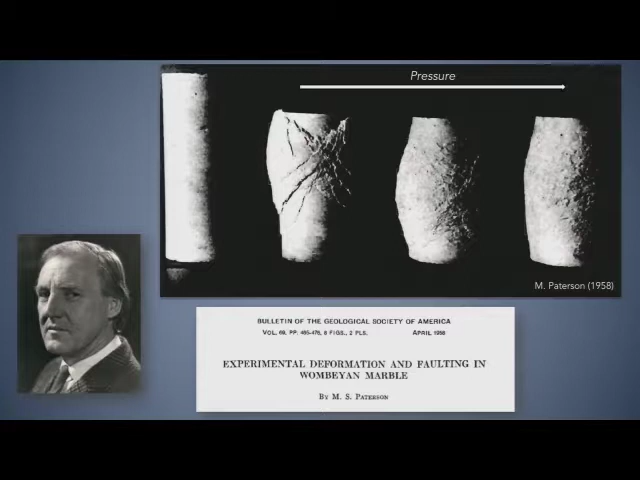 Pressure
M. Paterson (1958)
BULLETIN OF THE GEOLOGICAL SOCIETY OF AMERICA
VOL. 69, PP. 465-476, 8 FIGS., 2 PLS. APRIL 1958
EXPERIMENTAL DEFORMATION AND FAULTING IN
WOMBEYAN MARBLE
BY M. S. PATERSON